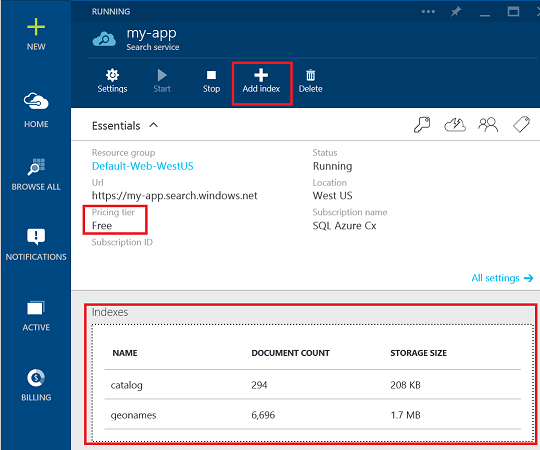 RUNNING
NEW
my-app
Search service
Settings
Start
Stop
Add index
Delete
HOME
Essentials
BROWSE ALL
Resource group
Default-Web-WestUS
Status
Running
Url
https://my-app.search.windows.net
Location
West US
Pricing tier
Free
Subscription name
SQL Azure Cx
Subscription ID
NOTIFICATIONS
All settings
ACTIVE
Indexes
NAME DOCUMENT COUNT STORAGE SIZE
catalog 294 208 KB
geonames 6,696 1.7 MB
BILLING